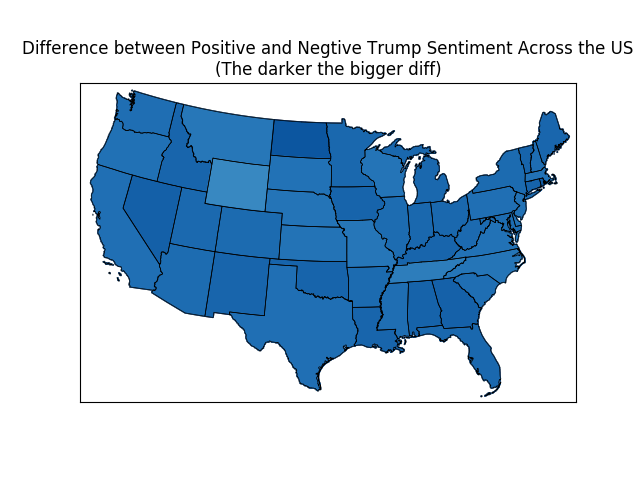 Difference between Positive and Negtive Trump Sentiment Across the US
(The darker the bigger diff)